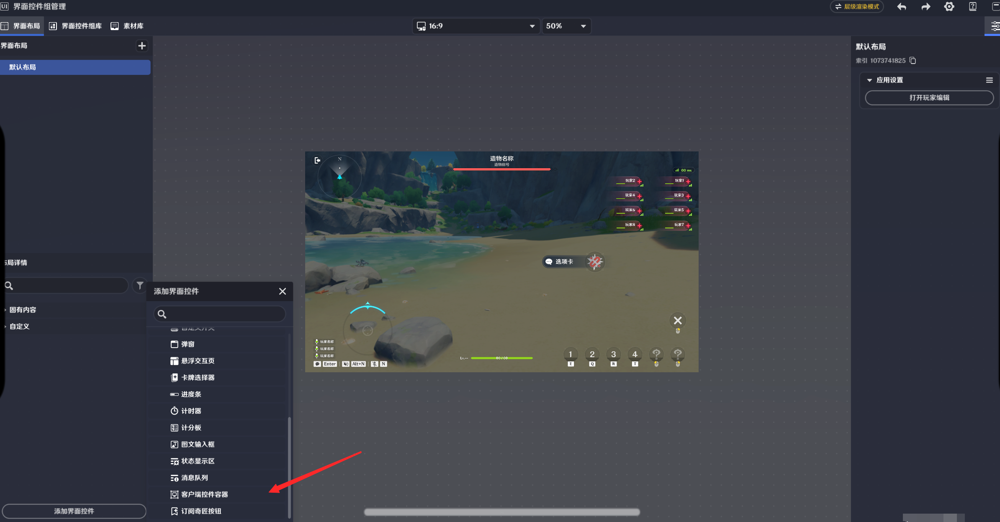 UI 界面控件组管理
层级渲染模式
界面布局 界面控件组库 素材库
16:9
50%
界面布局
默认布局
默认布局
索引 1073741825
应用设置
打开玩家编辑
局详情
固有内容
自定义
添加界面控件
添加界面控件
弹窗
悬浮交互页
卡牌选择器
进度条
计时器
计分板
图文输入框
状态显示区
消息队列
客户端控件容器
订阅奇匠按钮
N
造物名称
造物称号
00 ms
玩家2 玩家1
玩家4 玩家3
玩家6 玩家5
玩家8 玩家7
选项卡
玩家名称
玩家名称
玩家名称
Enter Alt+N N
Lv.-- 00 / 00
1 2 3 4
E Q R T